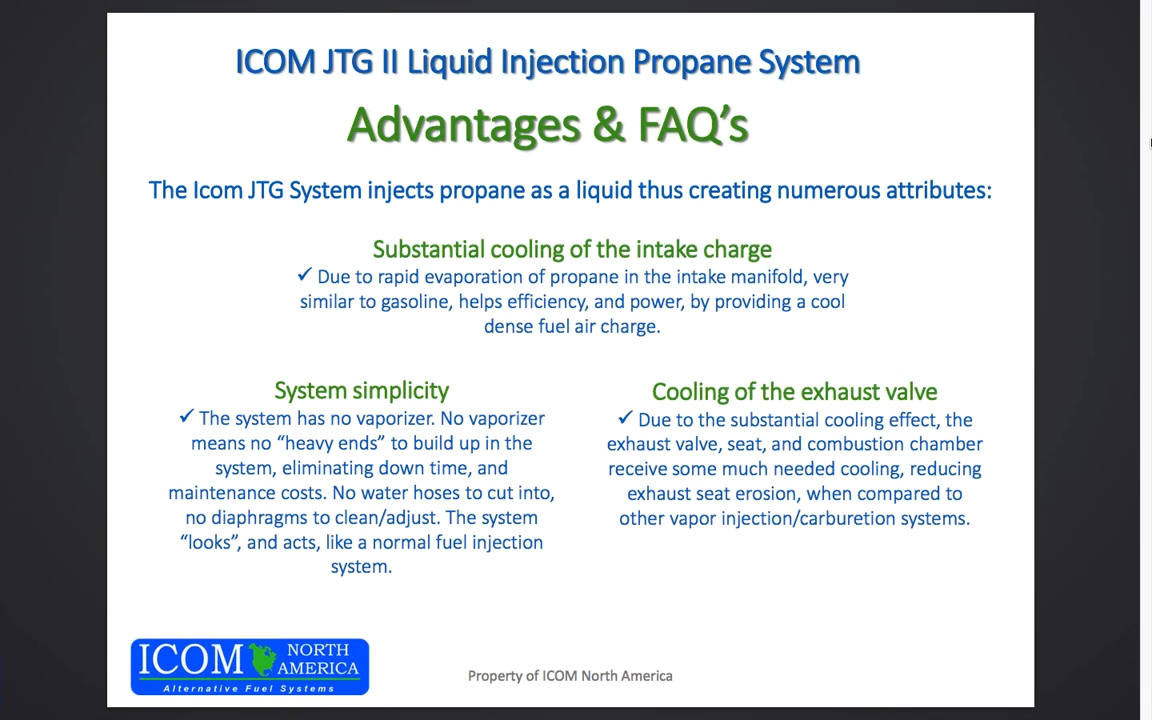 ICOM JTG II Liquid Injection Propane System
Advantages & FAQ’s
The Icom JTG System injects propane as a liquid thus creating numerous attributes:
Substantial cooling of the intake charge
✓ Due to rapid evaporation of propane in the intake manifold, very
similar to gasoline, helps efficiency, and power, by providing a cool
dense fuel air charge.
System simplicity
✓ The system has no vaporizer. No vaporizer
means no “heavy ends” to build up in the
system, eliminating down time, and
maintenance costs. No water hoses to cut into,
no diaphragms to clean/adjust. The system
“looks”, and acts, like a normal fuel injection
system.
Cooling of the exhaust valve
✓ Due to the substantial cooling effect, the
exhaust valve, seat, and combustion chamber
receive some much needed cooling, reducing
exhaust seat erosion, when compared to
other vapor injection/carburetion systems.
ICOM NORTH
AMERICA
Alternative Fuel Systems
Property of ICOM North America